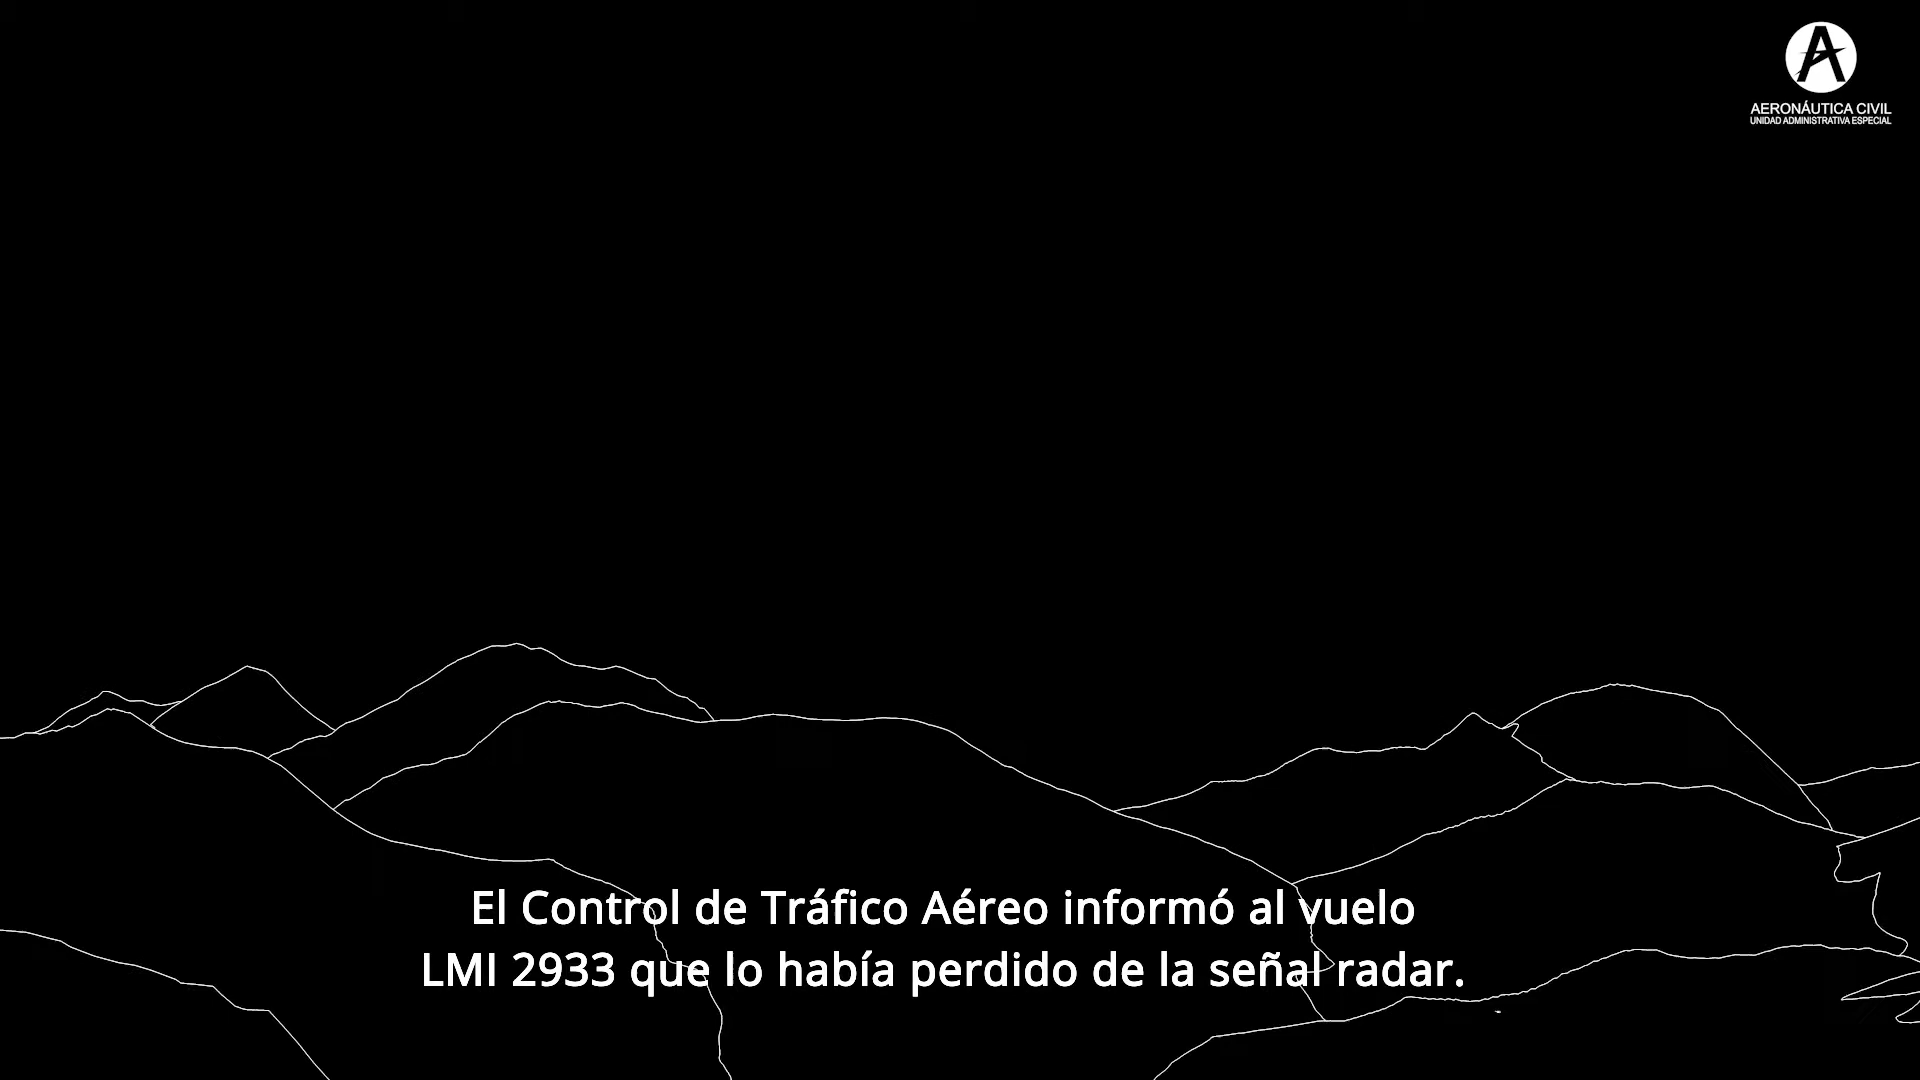 AERONÁUTICA CIVIL
UNIDAD ADMINISTRATIVA ESPECIAL
El Control de Tráfico Aéreo informó al vuelo
LMI 2933 que lo había perdido de la señal radar.